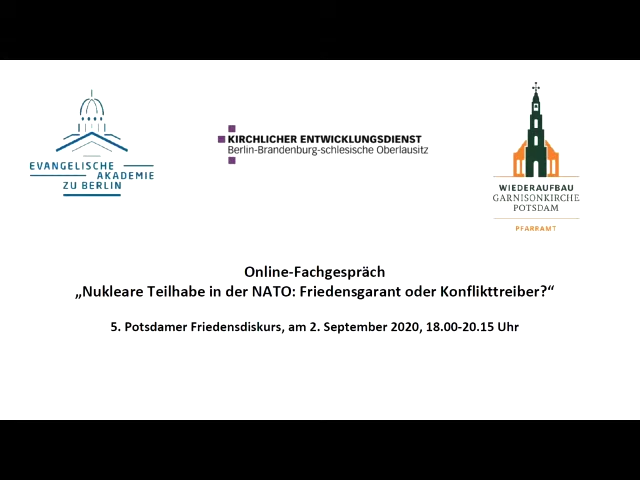 EVANGELISCHE
AKADEMIE
ZU BERLIN
KIRCHLICHER ENTWICKLUNGSDIENST
Berlin-Brandenburg-schlesische Oberlausitz
WIEDERAUFBAU
GARNISONKIRCHE
POTSDAM
PFARRAMT
Online-Fachgespräch
„Nukleare Teilhabe in der NATO: Friedensgarant oder Konflikttreiber?“
5. Potsdamer Friedensdiskurs, am 2. September 2020, 18.00-20.15 Uhr